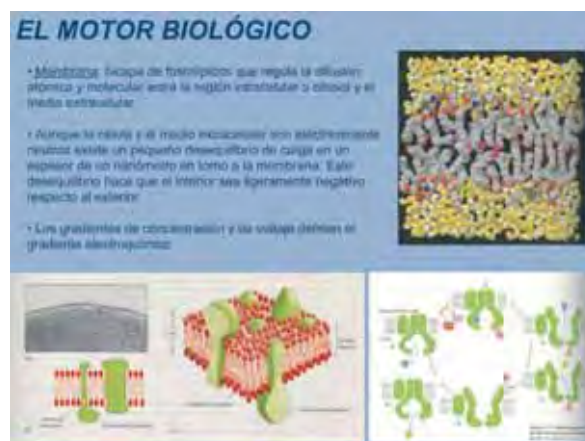 EL MOTOR BIOLÓGICO
• Membrana: bicapa de fosfolípidos que regula la difusión
atómica y molecular entre la región intracelular o citosol y el
medio extracelular.
• Aunque la célula y el medio extracelular son eléctricamente
neutros existe un pequeño desequilibrio de carga en un
espesor de un nanómetro en torno a la membrana. Este
desequilibrio hace que el interior sea ligeramente negativo
respecto al exterior.
• Los gradientes de concentración y de voltaje definen el
gradiente electroquímico